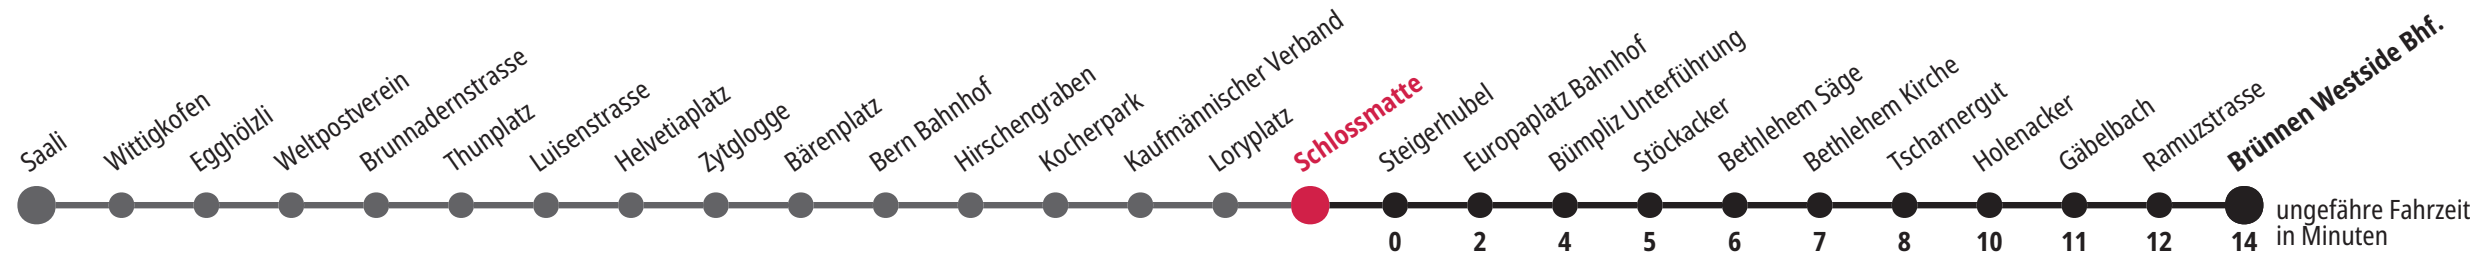 Saali
Wittigkofen
Egghölzli
Weltpostverein
Brunnadernstrasse
Thunplatz
Luisenstrasse
Helvetiaplatz
Zytglogge
Bärenplatz
Bern Bahnhof
Hirschengraben
Kocherpark
Kaufmännischer Verband
Loryplatz
Schlossmatte
Steigerhubel
Europaplatz Bahnhof
Bümpliz Unterführung
Stöckacker
Bethlehem Säge
Bethlehem Kirche
Tscharnergut
Holenacker
Gäbelbach
Ramuzstrasse
Brünnen Westside Bhf.
0 2 4 5 6 7 8 10 11 12 14
ungefähre Fahrzeit
in Minuten